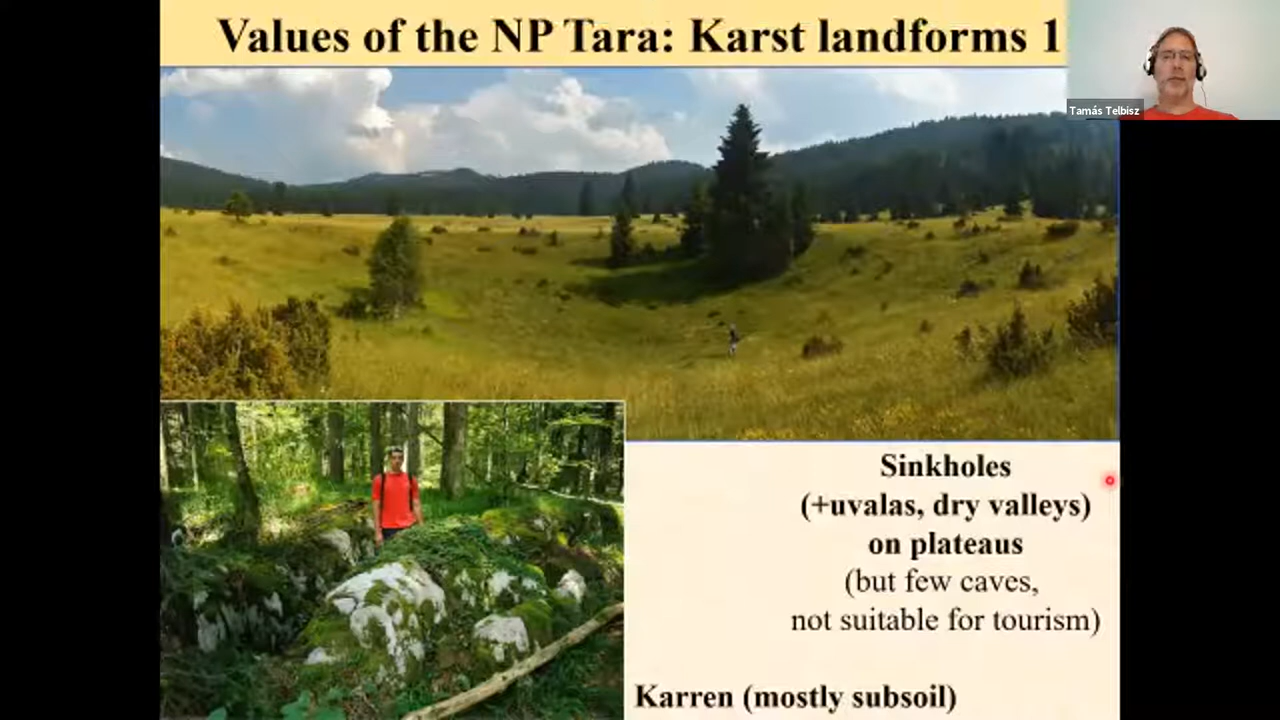 Values of the NP Tara: Karst landforms 1
Tamás Telbisz
Sinkholes
(+uvalas, dry valleys)
on plateaus
(but few caves,
not suitable for tourism)
Karren (mostly subsoil)